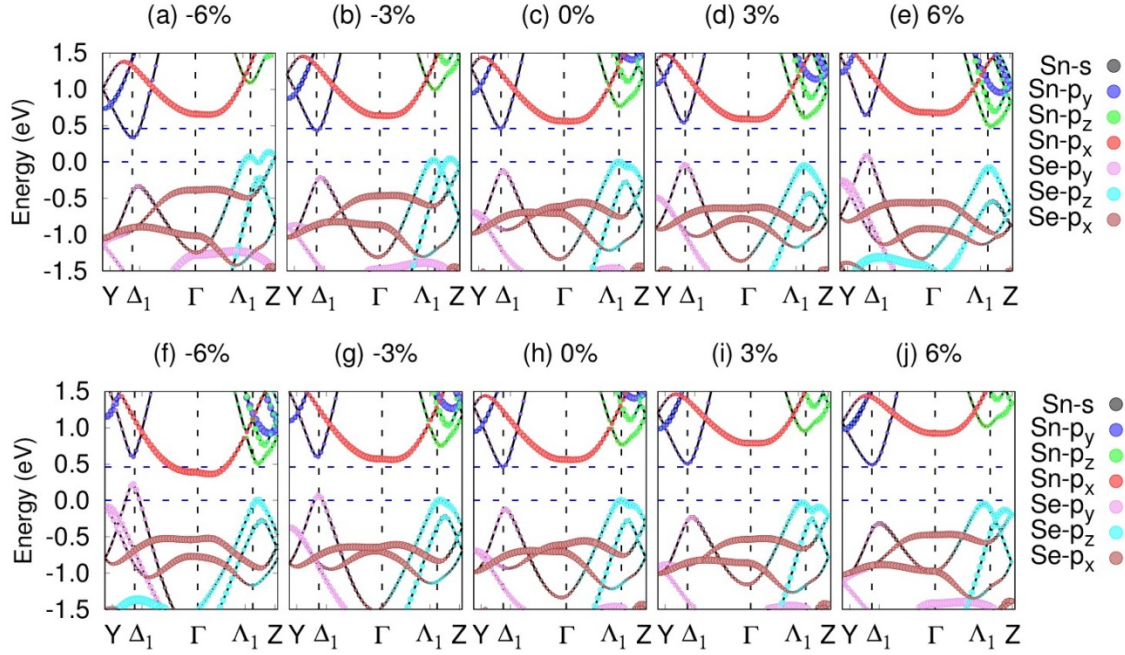 (a) -6% (b) -3% (c) 0% (d) 3% (e) 6%
Energy (eV)
1.5
1.0
0.5
0.0
-0.5
-1.0
-1.5
Y Δ₁ Γ Λ₁ Z Y Δ₁ Γ Λ₁ Z Y Δ₁ Γ Λ₁ Z Y Δ₁ Γ Λ₁ Z Y Δ₁ Γ Λ₁ Z
Sn-s
Sn-py
Sn-pz
Sn-px
Se-py
Se-pz
Se-px
(f) -6% (g) -3% (h) 0% (i) 3% (j) 6%
Energy (eV)
1.5
1.0
0.5
0.0
-0.5
-1.0
-1.5
Y Δ₁ Γ Λ₁ Z Y Δ₁ Γ Λ₁ Z Y Δ₁ Γ Λ₁ Z Y Δ₁ Γ Λ₁ Z Y Δ₁ Γ Λ₁ Z
Sn-s
Sn-py
Sn-pz
Sn-px
Se-py
Se-pz
Se-px